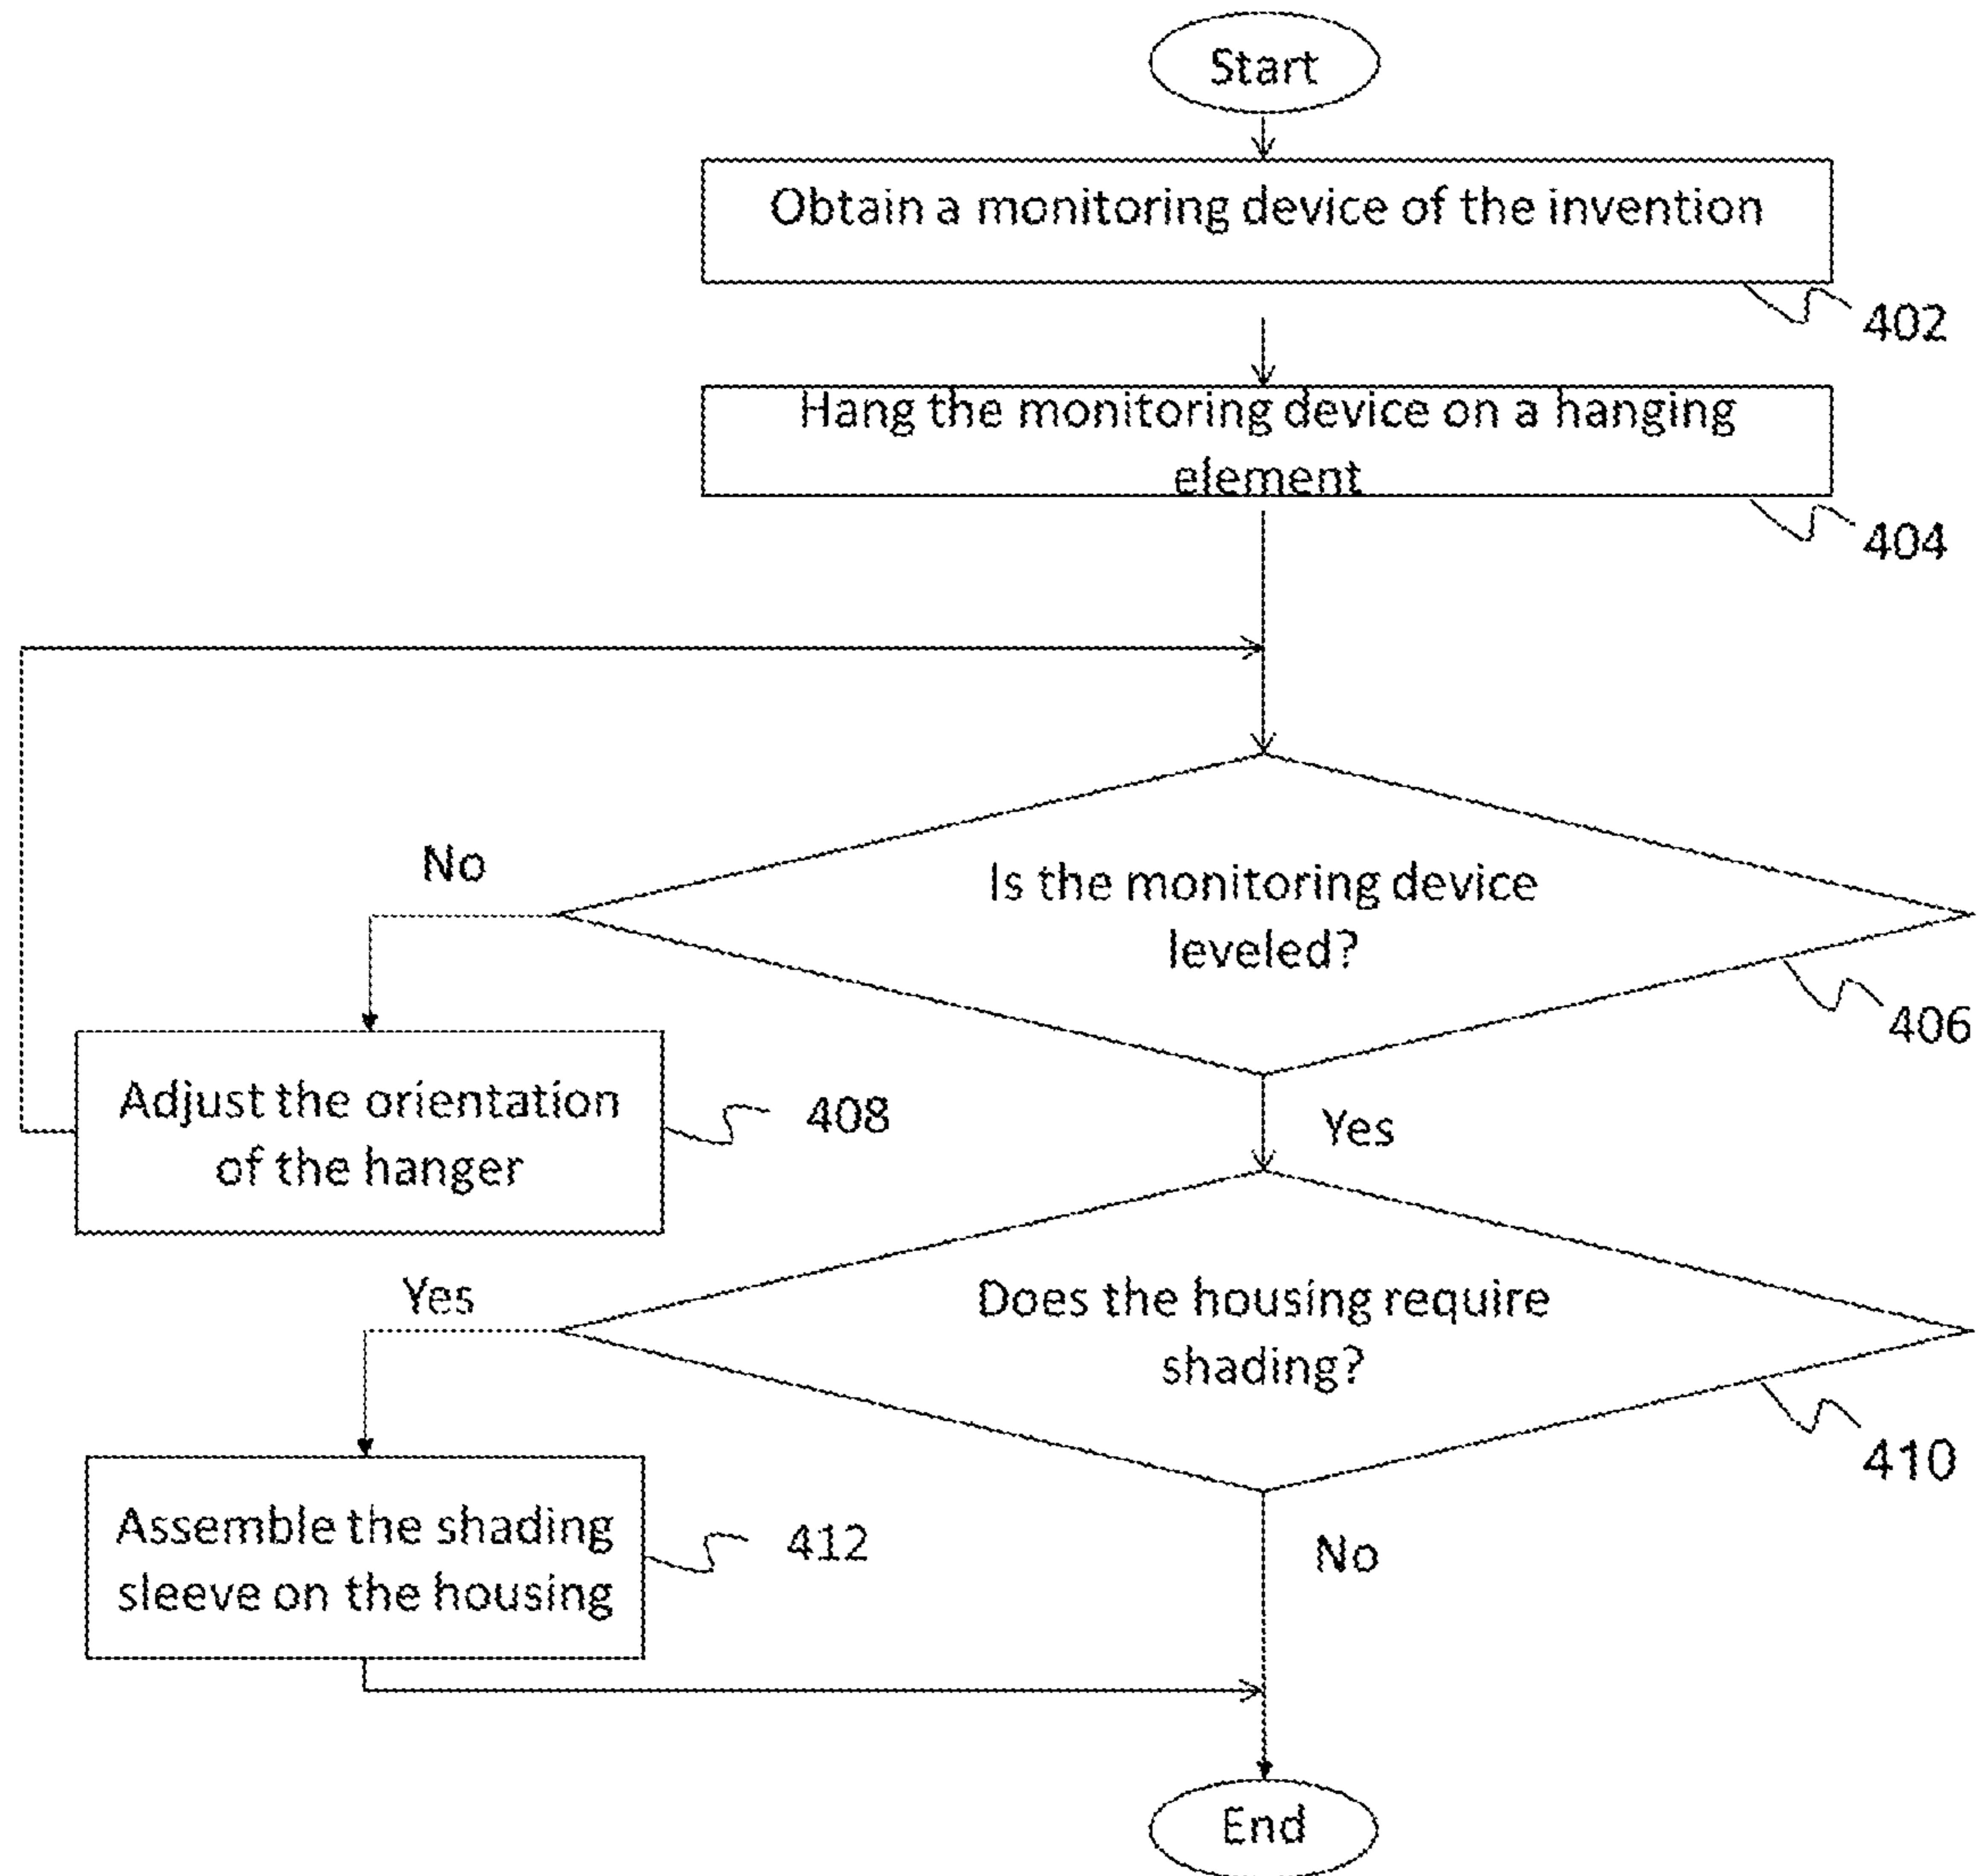 Start
Obtain a monitoring device of the invention
402
Hang the monitoring device on a hanging
element
404
No
Is the monitoring device
leveled?
406
Adjust the orientation
of the hanger
408
Yes
Yes
Does the housing require
shading?
410
Assemble the shading
sleeve on the housing
412
No
End